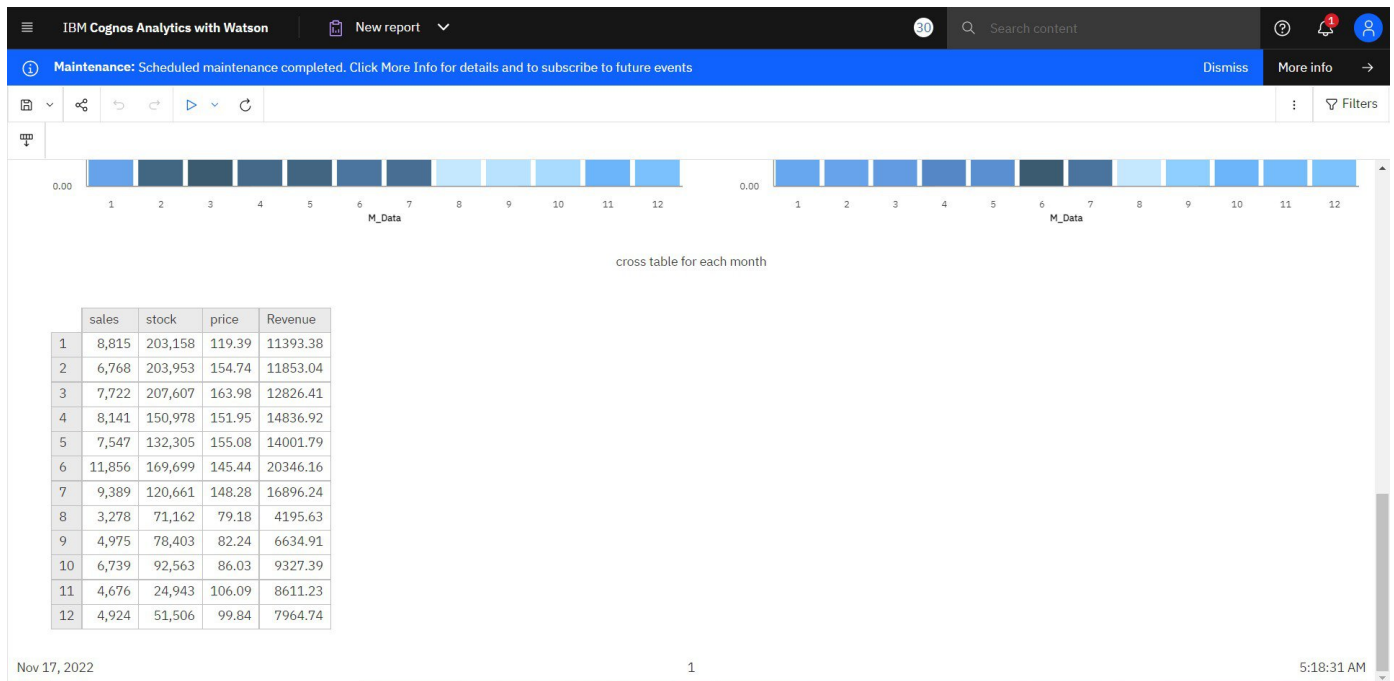 IBM Cognos Analytics with Watson New report 30 Search content 1
Maintenance: Scheduled maintenance completed. Click More Info for details and to subscribe to future events Dismiss More info
Filters
0.00 0.00
1 2 3 4 5 6 7 8 9 10 11 12 1 2 3 4 5 6 7 8 9 10 11 12
M_Data M_Data
cross table for each month
sales stock price Revenue
1 8,815 203,158 119.39 11393.38
2 6,768 203,953 154.74 11853.04
3 7,722 207,607 163.98 12826.41
4 8,141 150,978 151.95 14836.92
5 7,547 132,305 155.08 14001.79
6 11,856 169,699 145.44 20346.16
7 9,389 120,661 148.28 16896.24
8 3,278 71,162 79.18 4195.63
9 4,975 78,403 82.24 6634.91
10 6,739 92,563 86.03 9327.39
11 4,676 24,943 106.09 8611.23
12 4,924 51,506 99.84 7964.74
Nov 17, 2022 1 5:18:31 AM